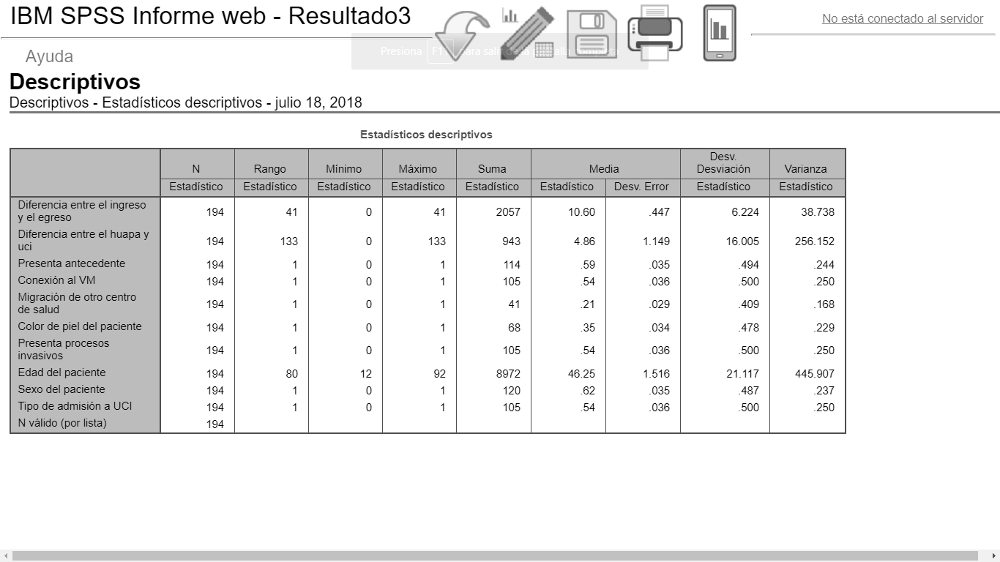 IBM SPSS Informe web - Resultado3
No está conectado al servidor
Presiona F11 para salir de la pantalla completa
Ayuda
Descriptivos
Descriptivos - Estadísticos descriptivos - julio 18, 2018
Estadísticos descriptivos
N Rango Mínimo Máximo Suma Media Desv. Desviación Varianza
Estadístico Estadístico Estadístico Estadístico Estadístico Estadístico Desv. Error Estadístico Estadístico
Diferencia entre el ingreso
y el egreso 194 41 0 41 2057 10.60 .447 6.224 38.738
Diferencia entre el huapa y
uci 194 133 0 133 943 4.86 1.149 16.005 256.152
Presenta antecedente 194 1 0 1 114 .59 .035 .494 .244
Conexión al VM 194 1 0 1 105 .54 .036 .500 .250
Migración de otro centro
de salud 194 1 0 1 41 .21 .029 .409 .168
Color de piel del paciente 194 1 0 1 68 .35 .034 .478 .229
Presenta procesos
invasivos 194 1 0 1 105 .54 .036 .500 .250
Edad del paciente 194 80 12 92 8972 46.25 1.516 21.117 445.907
Sexo del paciente 194 1 0 1 120 .62 .035 .487 .237
Tipo de admisión a UCI 194 1 0 1 105 .54 .036 .500 .250
N válido (por lista) 194